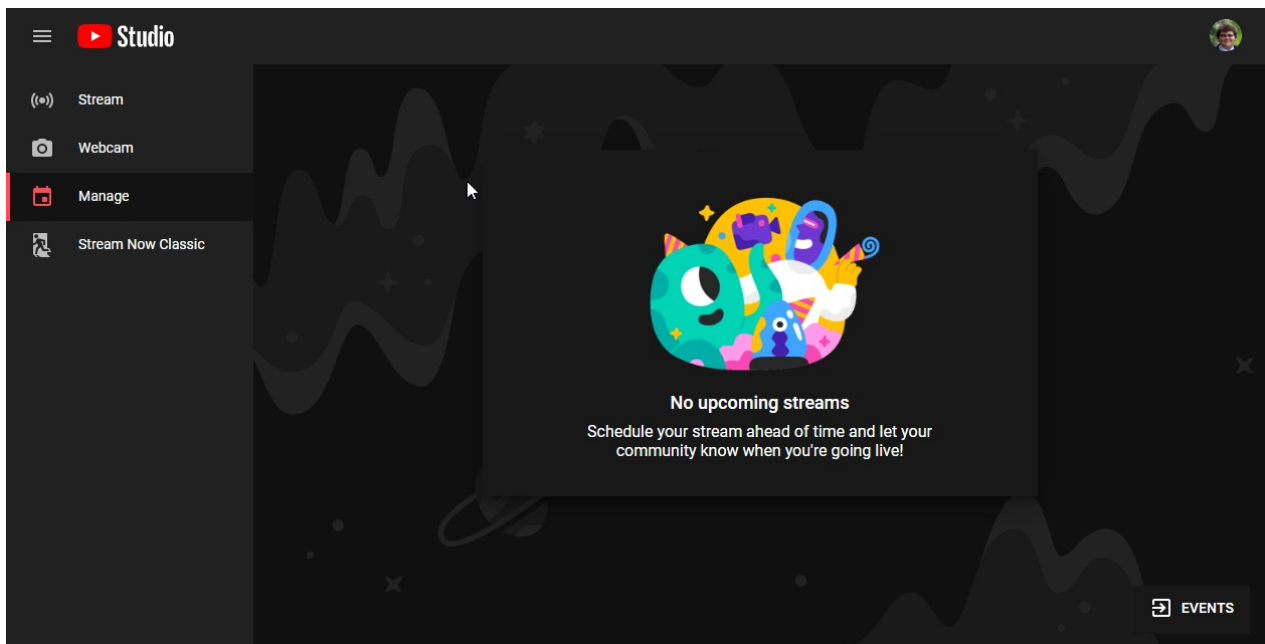 Studio
Stream
Webcam
Manage
Stream Now Classic
No upcoming streams
Schedule your stream ahead of time and let your
community know when you're going live!
EVENTS